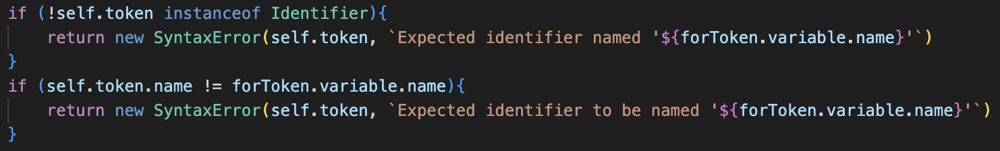 if (!self.token instanceof Identifier){
    return new SyntaxError(self.token, `Expected identifier named '${forToken.variable.name}'`)
}
if (self.token.name != forToken.variable.name){
    return new SyntaxError(self.token, `Expected identifier to be named '${forToken.variable.name}'`)
}